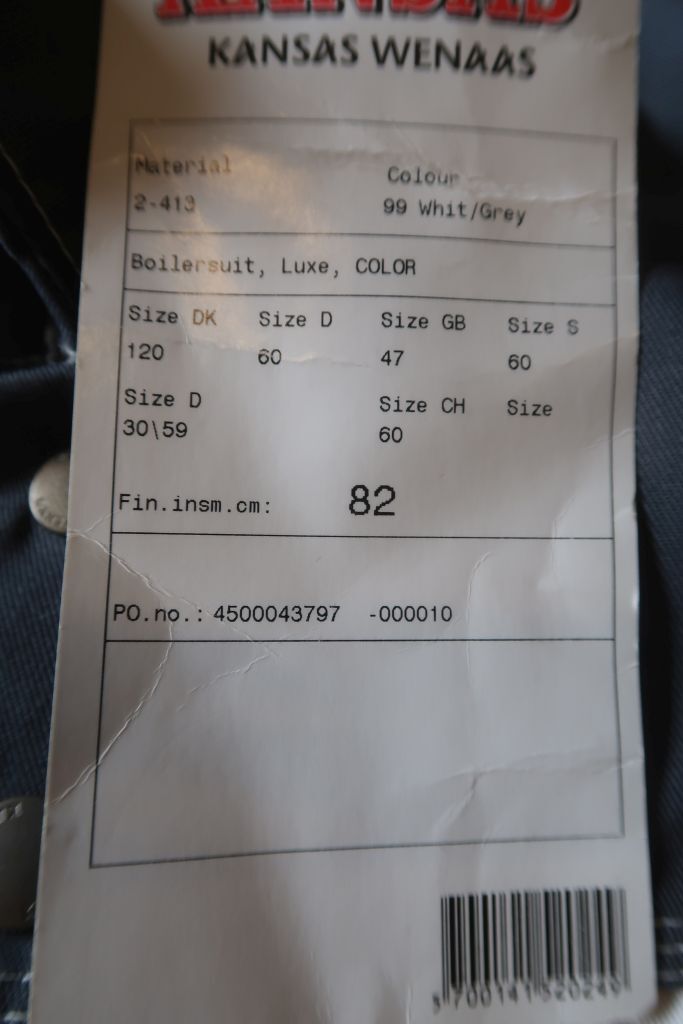 KANSAS
KANSAS WENAAS
Material Colour
2-413 99 Whit/Grey
Boilersuit, Luxe, COLOR
Size DK Size D Size GB Size S
120 60 47 60
Size D Size CH Size
30\59 60
Fin.insm.cm: 82
PO.no.: 4500043797 -000010